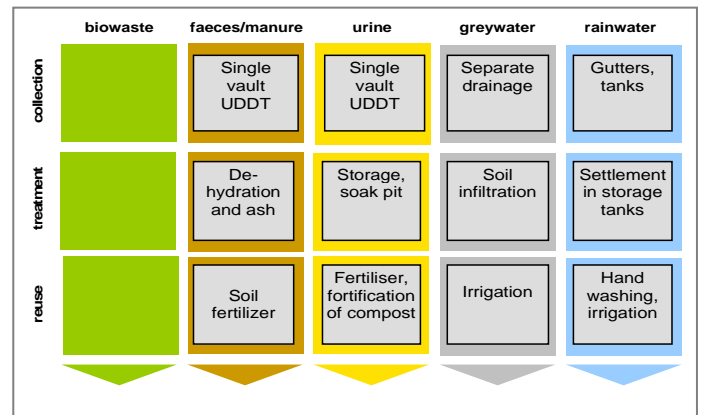 biowaste faeces/manure urine greywater rainwater
collection
Single
vault
UDDT
Single
vault
UDDT
Separate
drainage
Gutters,
tanks
treatment
De-
hydration
and ash
Storage,
soak pit
Soil
infiltration
Settlement
in storage
tanks
reuse
Soil
fertilizer
Fertiliser,
fortification
of compost
Irrigation
Hand
washing,
irrigation